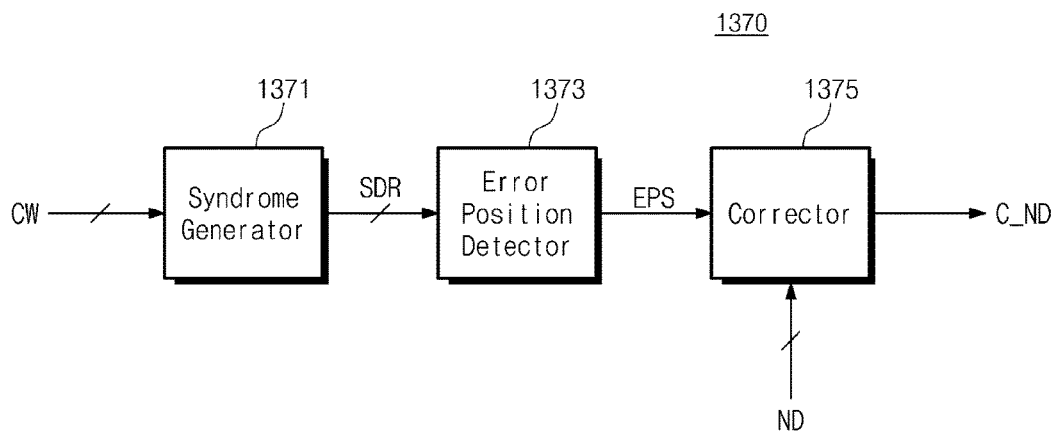 1370
1371
1373
1375
CW
Syndrome
Generator
SDR
Error
Position
Detector
EPS
Corrector
C_ND
ND